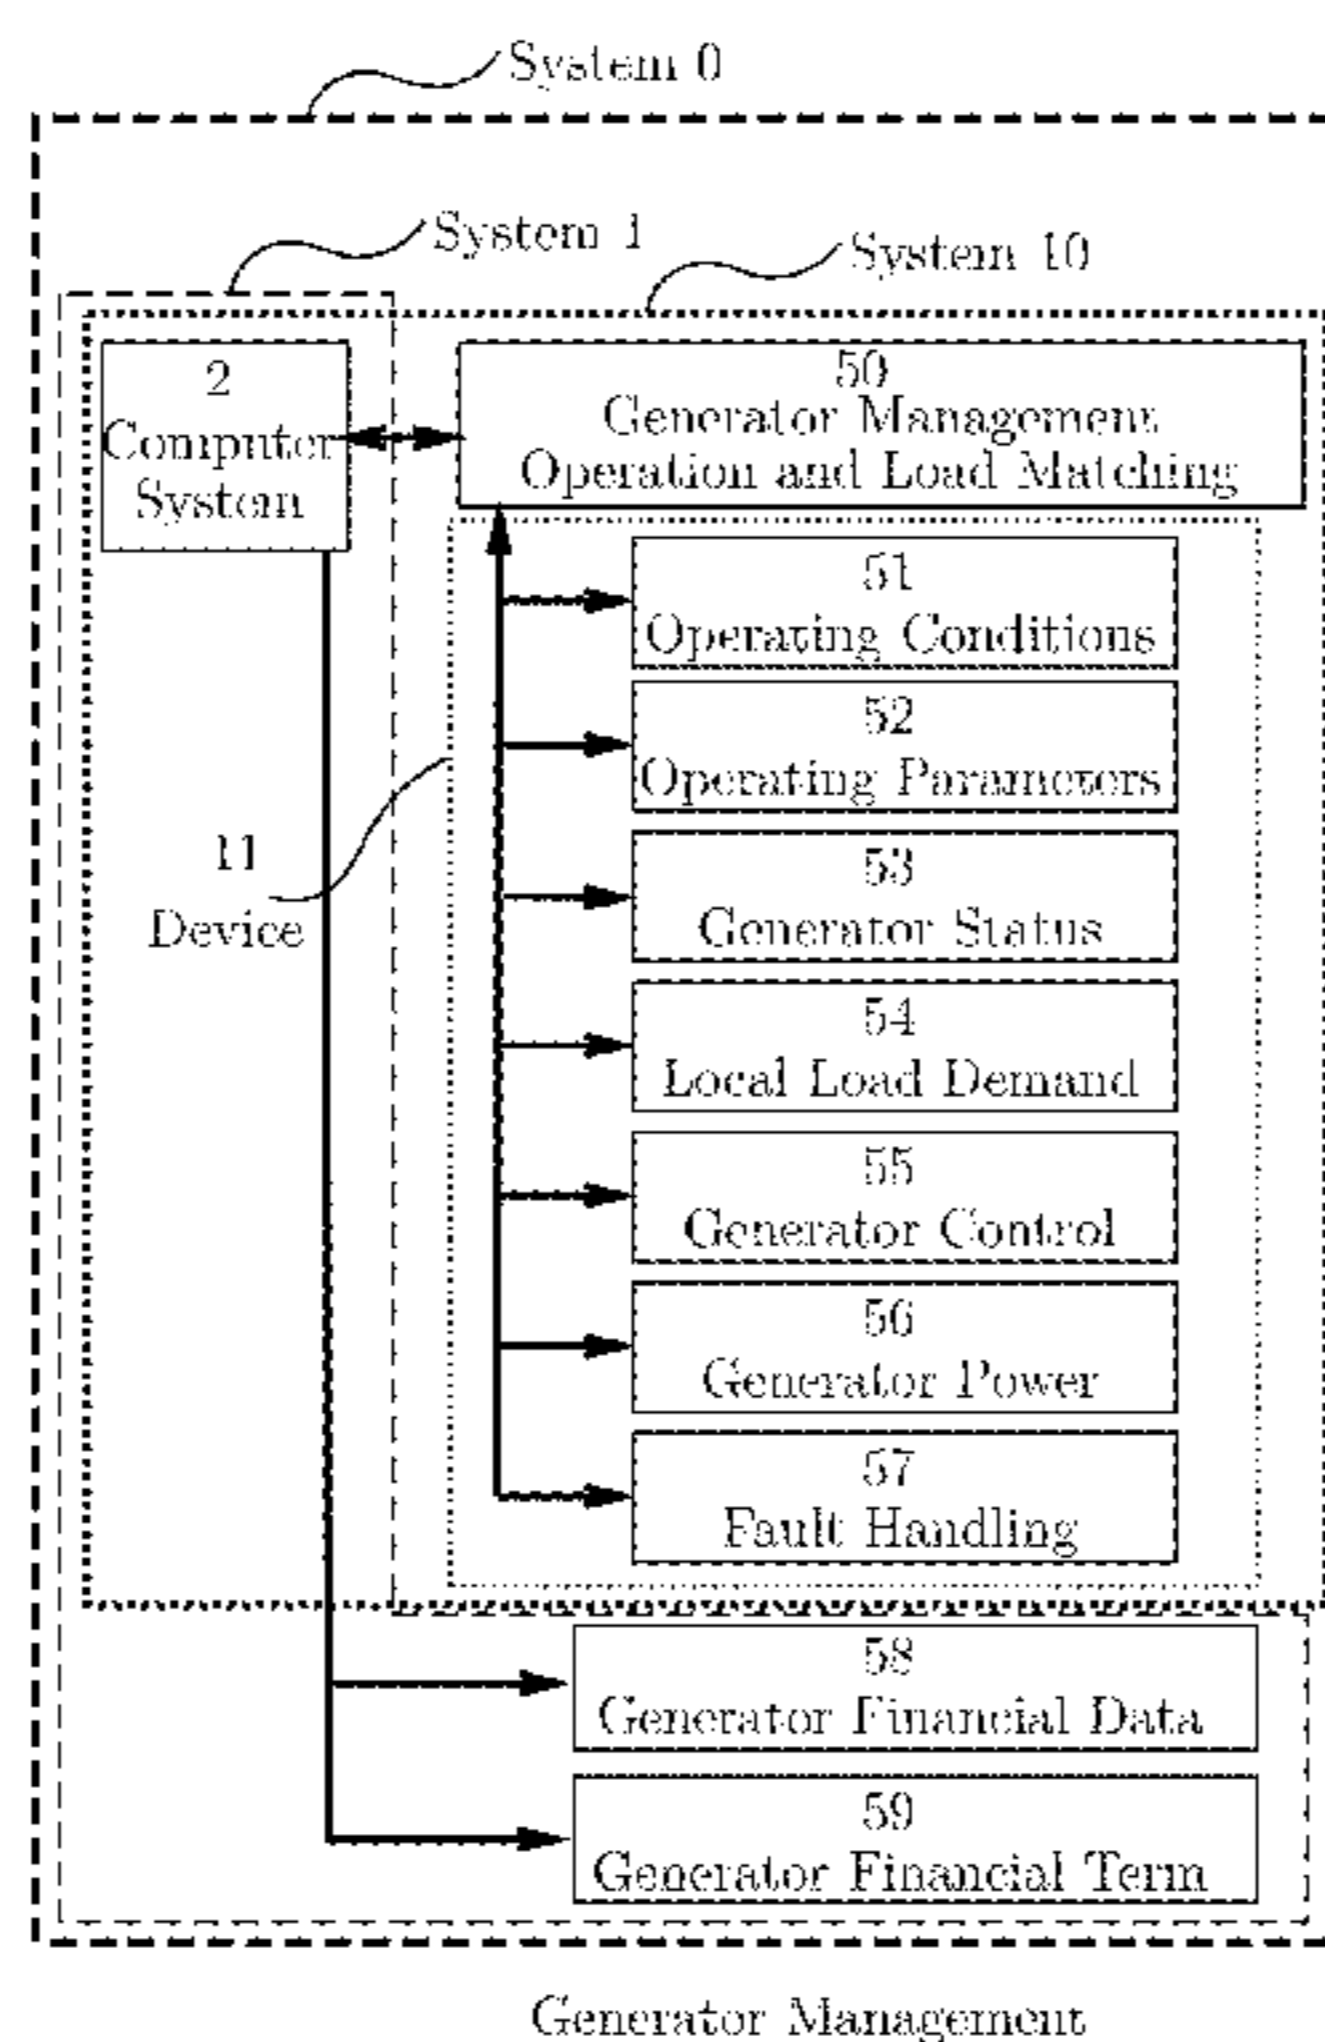 System 0
System 1
System 10
2
Computer
System
50
Generator Management
Operation and Load Matching
51
Operating Conditions
52
Operating Parameters
11
Device
53
Generator Status
54
Local Load Demand
55
Generator Control
56
Generator Power
57
Fault Handling
58
Generator Financial Data
59
Generator Financial Term
Generator Management